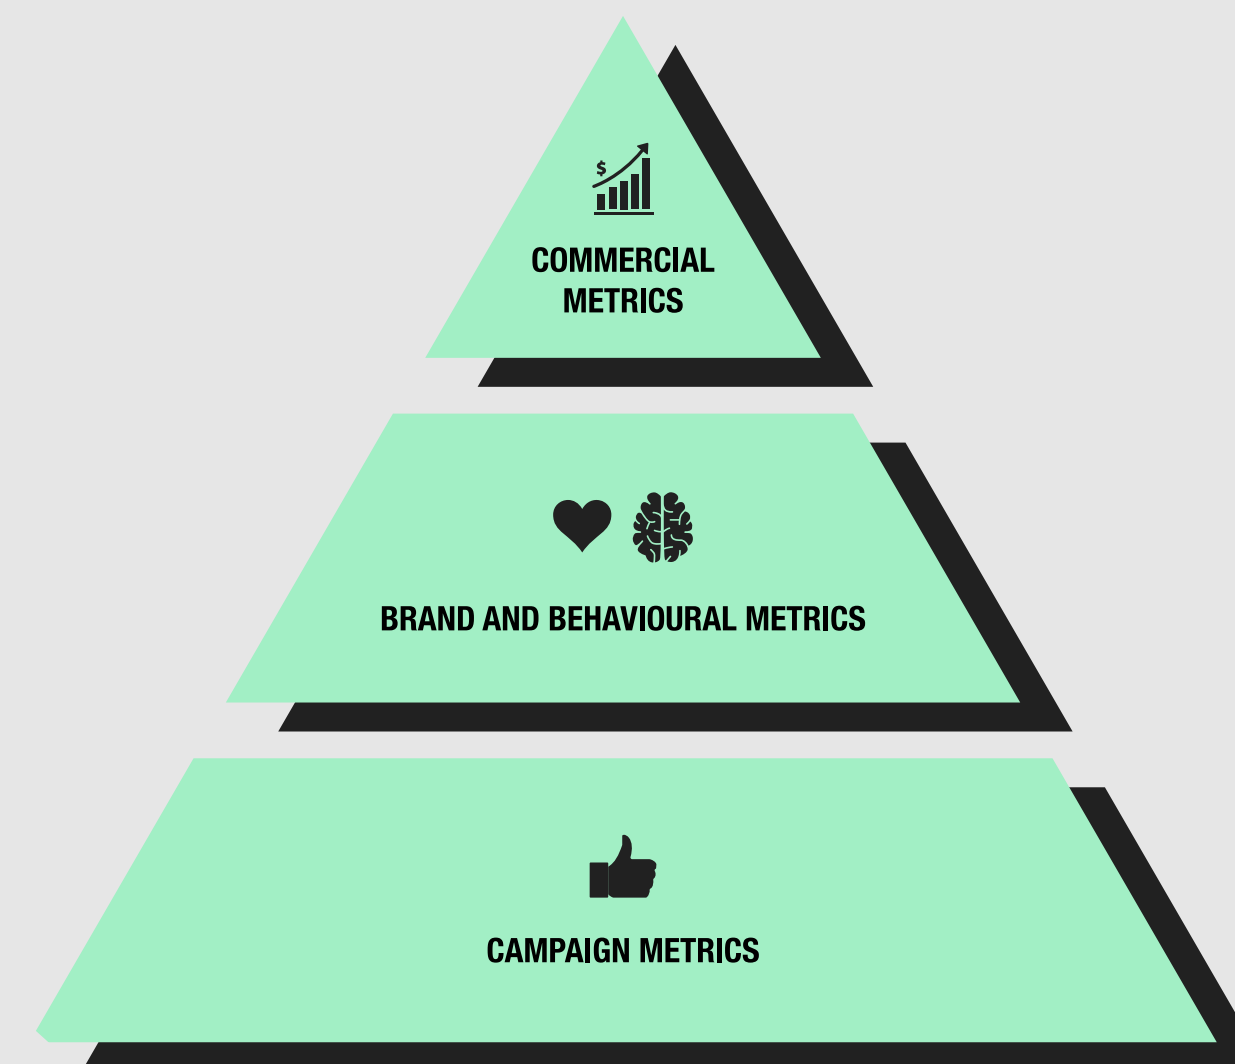 $
COMMERCIAL
METRICS
BRAND AND BEHAVIOURAL METRICS
CAMPAIGN METRICS